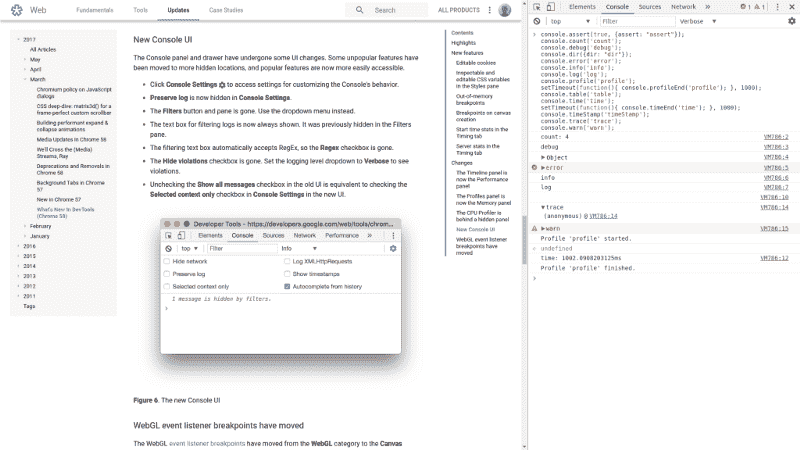 Web
Fundamentals
Tools
Updates
Case Studies
Search
ALL PRODUCTS
2017
All Articles
May
April
March
Chromium policy on JavaScript
dialogs
CSS deep-dive: matrix3d() for a
frame-perfect custom scrollbar
Building performant expand &
collapse animations
Media Updates in Chrome 58
We'll Cross the (Media)
Streams, Ray
Deprecations and Removals in
Chrome 58
Background Tabs in Chrome
57
New in Chrome 57
What's New In DevTools
(Chrome 59)
February
January
2016
2015
2014
2013
2012
2011
Tags
New Console UI
The Console panel and drawer have undergone some UI changes. Some unpopular features have
been moved to more hidden locations, and popular features are now more easily accessible.
Click Console Settings to access settings for customizing the Console's behavior.
Preserve log is now hidden in Console Settings.
The Filters button and pane is gone. Use the dropdown menu instead.
The text box for filtering logs is now always shown. It was previously hidden in the Filters
pane.
The filtering text box automatically accepts RegEx, so the Regex checkbox is gone.
The Hide violations checkbox is gone. Set the logging level dropdown to Verbose to see
violations.
Unchecking the Show all messages checkbox in the old UI is equivalent to checking the
Selected context only checkbox in Console Settings in the new UI.
Developer Tools - https://developers.google.com/web/tools/chrom...
Elements Console Sources Network Performance »
top Filter Info
Hide network
Log XMLHttpRequests
Preserve log
Show timestamps
Selected context only
Autocomplete from history
1 message is hidden by filters.
Figure 6. The new Console UI
WebGL event listener breakpoints have moved
The WebGL event listener breakpoints have moved from the WebGL category to the Canvas
Contents
Highlights
New features
Editable cookies
Inspectable and
editable CSS variables
in the Styles pane
Out-of-memory
breakpoints
Breakpoints on canvas
creation
Start time stats in the
Timing tab
Server stats in the
Timing tab
Changes
The Timeline panel is
now the Performance
panel
The Profiles panel is
now the Memory panel
The CPU Profiler is
behind a hidden panel
New Console UI
WebGL event listener
breakpoints have
moved
Elements Console Sources Network » 1 1
top Filter Verbose
console.assert(true, {assert: "assert"});
console.count('count');
console.debug('debug');
console.dir({dir: "dir"});
console.error('error');
console.info('info');
console.log('log');
console.profile('profile');
setTimeout(function(){ console.profileEnd('profile'); }, 1000);
console.table('table');
console.time('time');
setTimeout(function(){ console.timeEnd('time'); }, 1000);
console.timeStamp('timeStamp');
console.trace('trace');
console.warn('warn');
count: 4 VM786:2
debug VM786:3
Object VM786:4
error VM786:5
info VM786:6
log VM786:7
VM786:10
trace VM786:14
(anonymous) @ VM786:14
warn VM786:15
Profile 'profile' started.
undefined
time: 1002.0908203125ms VM786:12
Profile 'profile' finished.